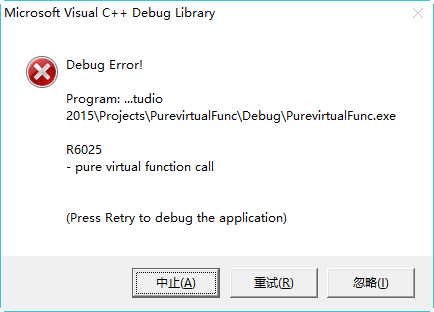 Microsoft Visual C++ Debug Library
Debug Error!
Program: ...tudio
2015\Projects\PurevirtualFunc\Debug\PurevirtualFunc.exe
R6025
- pure virtual function call
(Press Retry to debug the application)
中止(A) 重试(R) 忽略(I)